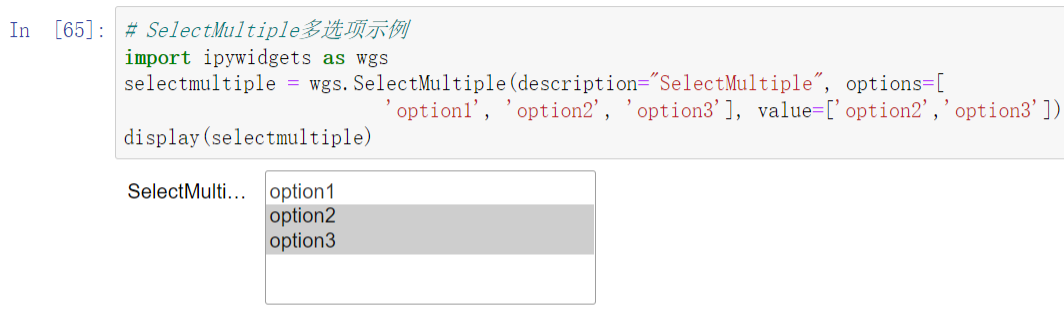 In [65]: # SelectMultiple多选项示例
import ipywidgets as wgs
selectmultiple = wgs.SelectMultiple(description="SelectMultiple", options=[
'option1', 'option2', 'option3'], value=['option2','option3'])
display(selectmultiple)
SelectMulti... option1
option2
option3